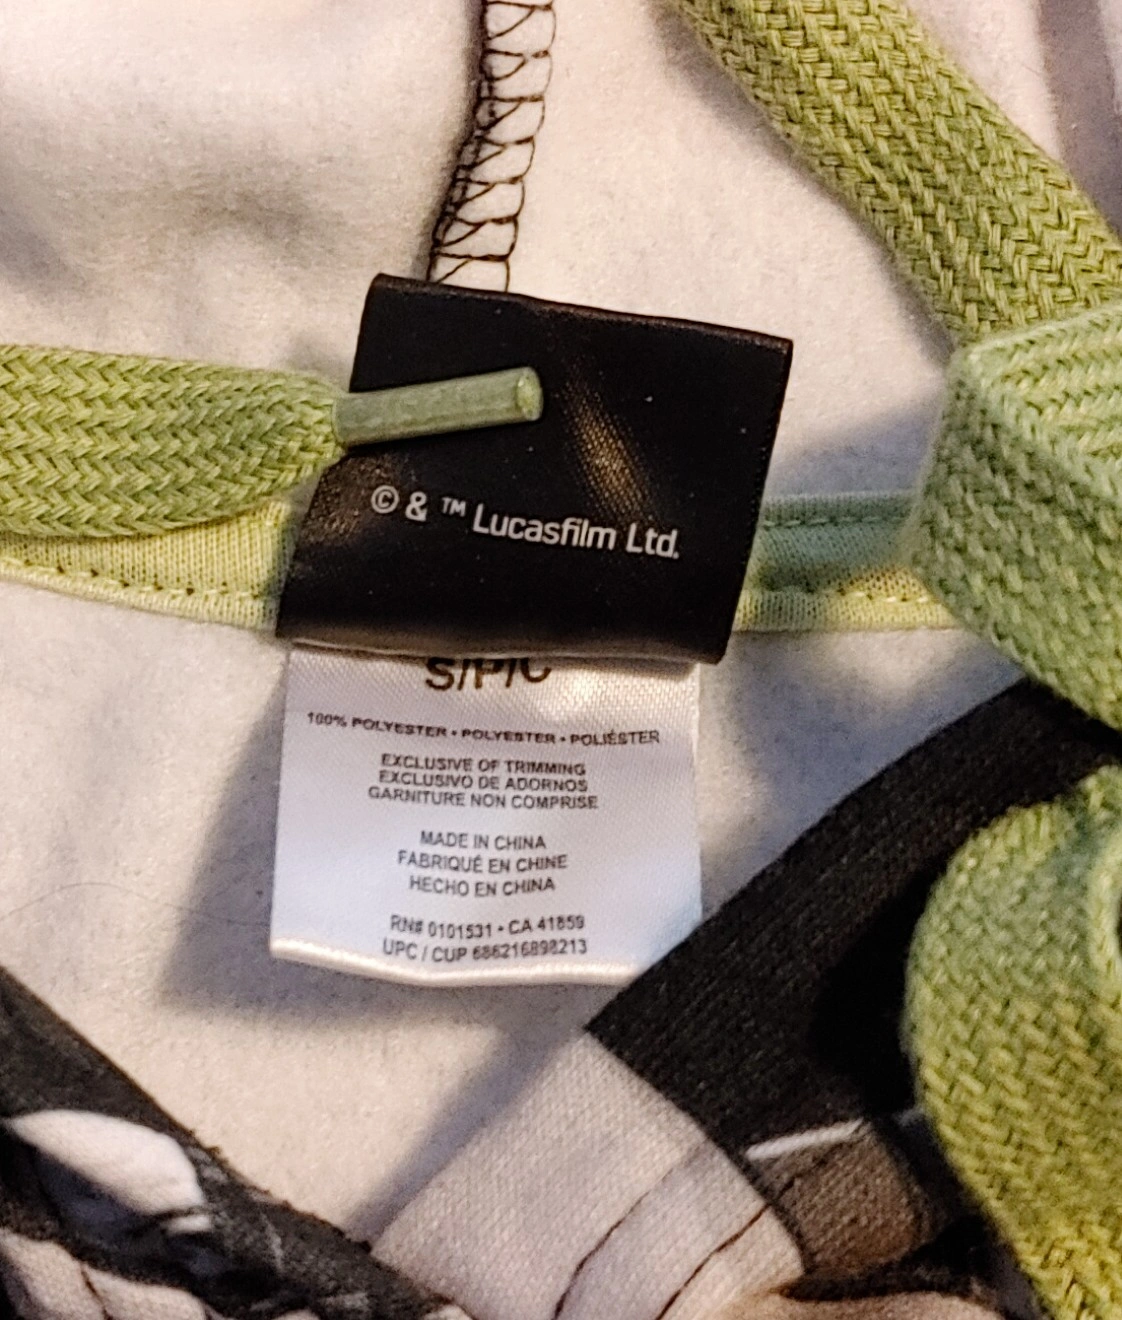 © & ™ Lucasfilm Ltd.
S/P/C
100% POLYESTER • POLYESTER • POLIÉSTER
EXCLUSIVE OF TRIMMING
EXCLUSIVO DE ADORNOS
GARNITURE NON COMPRISE
MADE IN CHINA
FABRIQUÉ EN CHINE
HECHO EN CHINA
RN# 0101531 • CA 41859
UPC / CUP 686216898213